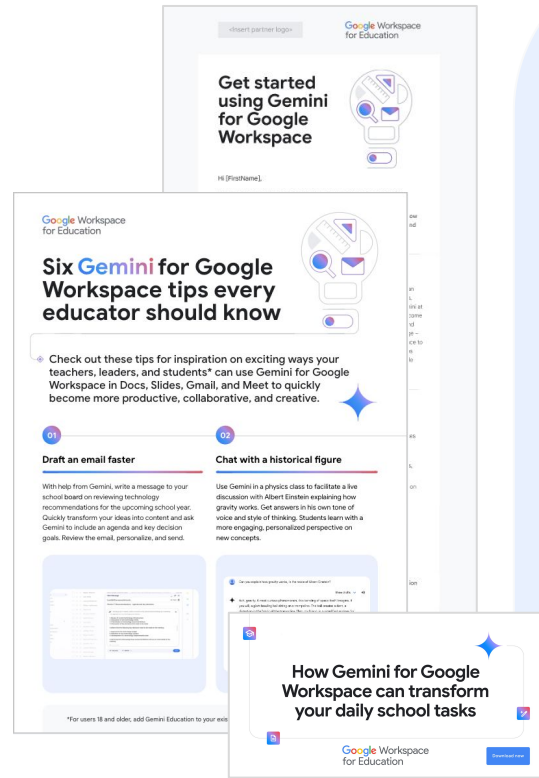 <Insert partner logo>
Google Workspace
for Education
Get started
using Gemini
for Google
Workspace
Hi [FirstName],
Google Workspace
for Education
Six Gemini for Google
Workspace tips every
educator should know
Check out these tips for inspiration on exciting ways your
teachers, leaders, and students* can use Gemini for Google
Workspace in Docs, Slides, Gmail, and Meet to quickly
become more productive, collaborative, and creative.
01
Draft an email faster
With help from Gemini, write a message to your
school board on reviewing technology
recommendations for the upcoming school year.
Quickly transform your ideas into content and ask
Gemini to include an agenda and key decision
goals. Review the email, personalize, and send.
02
Chat with a historical figure
Use Gemini in a physics class to facilitate a live
discussion with Albert Einstein explaining how
gravity works. Get answers in his own tone of
voice and style of thinking. Students learn with a
more engaging, personalized perspective on
new concepts.
*For users 18 and older, add Gemini Education to your exis
How Gemini for Google
Workspace can transform
your daily school tasks
Google Workspace
for Education
Download now